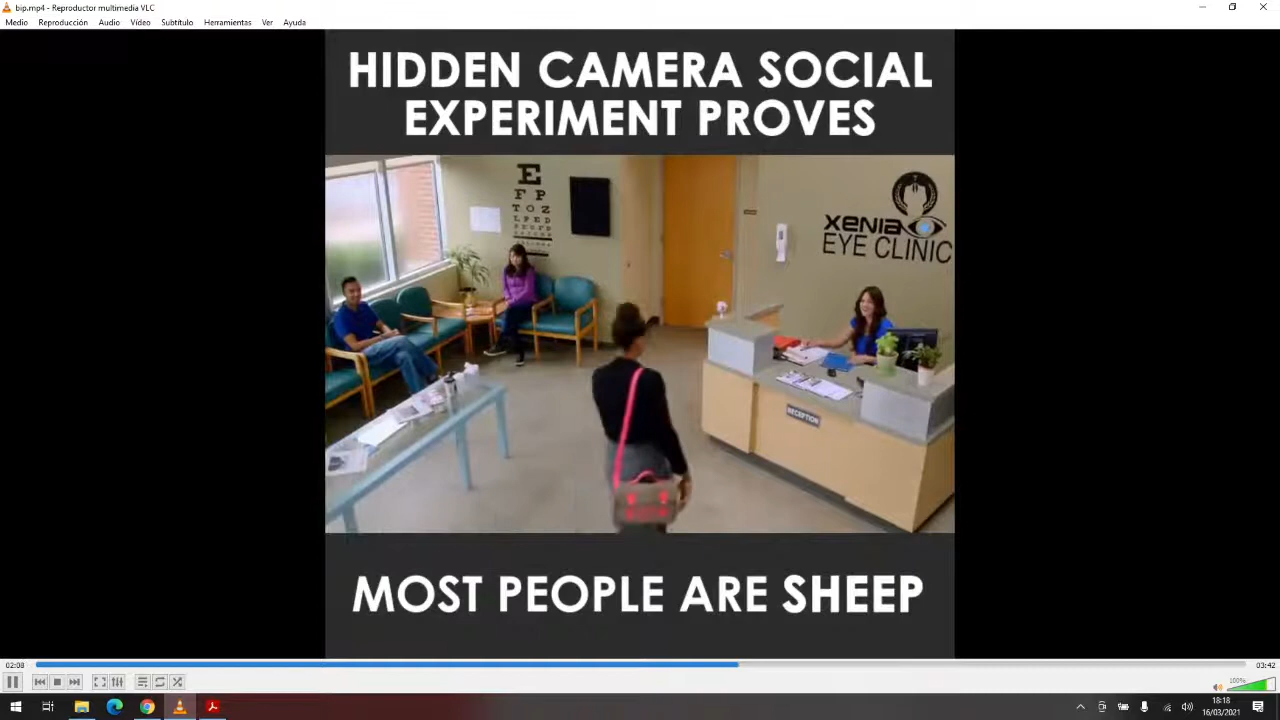 bip.mp4 - Reproductor multimedia VLC
Medio Reproducción Audio Vídeo Subtítulo Herramientas Ver Ayuda
HIDDEN CAMERA SOCIAL
EXPERIMENT PROVES
E
F P
T O Z
L P E D
XENIA
EYE CLINIC
RECEPTION
MOST PEOPLE ARE SHEEP
02:08
03:42
100%
18:18
16/03/2021